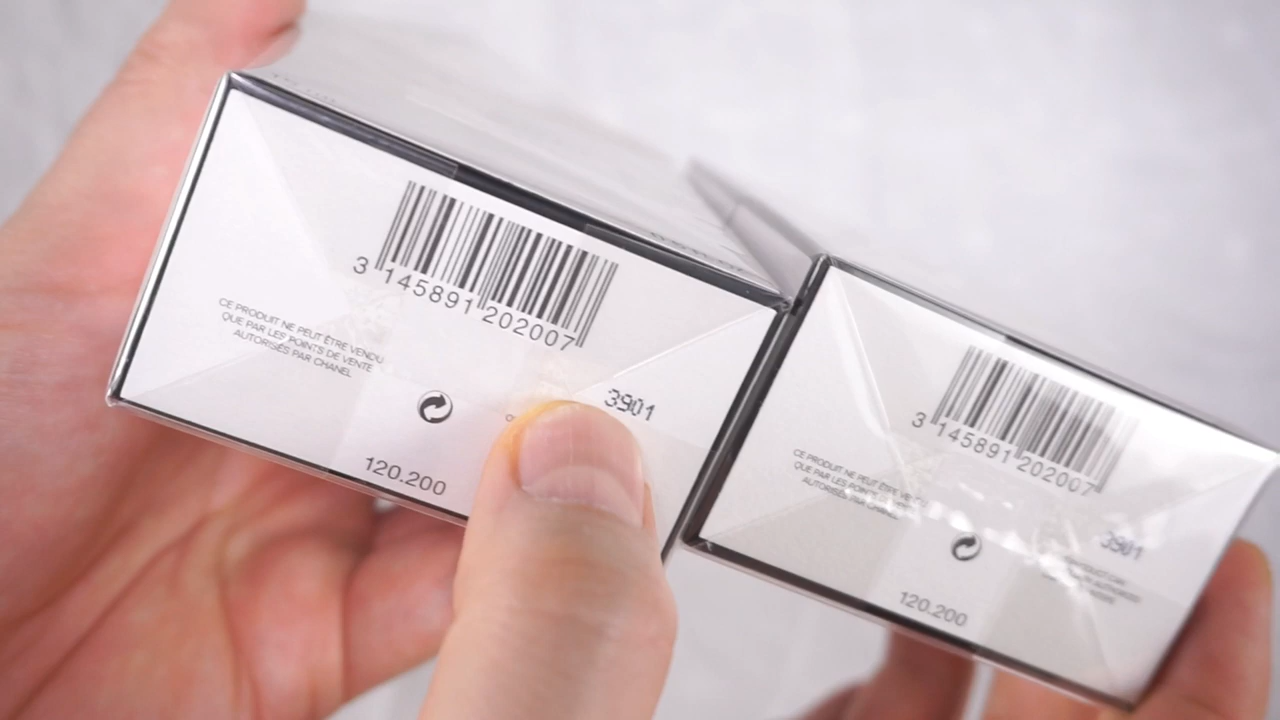 3 145891 202007
CE PRODUIT NE PEUT ÊTRE VENDU
QUE PAR LES POINTS DE VENTE
AUTORISÉS PAR CHANEL
3901
120.200
3 145891 202007
CE PRODUIT NE PEUT ÊTRE VENDU
QUE PAR LES POINTS DE VENTE
AUTORISÉS PAR CHANEL
3901
120.200